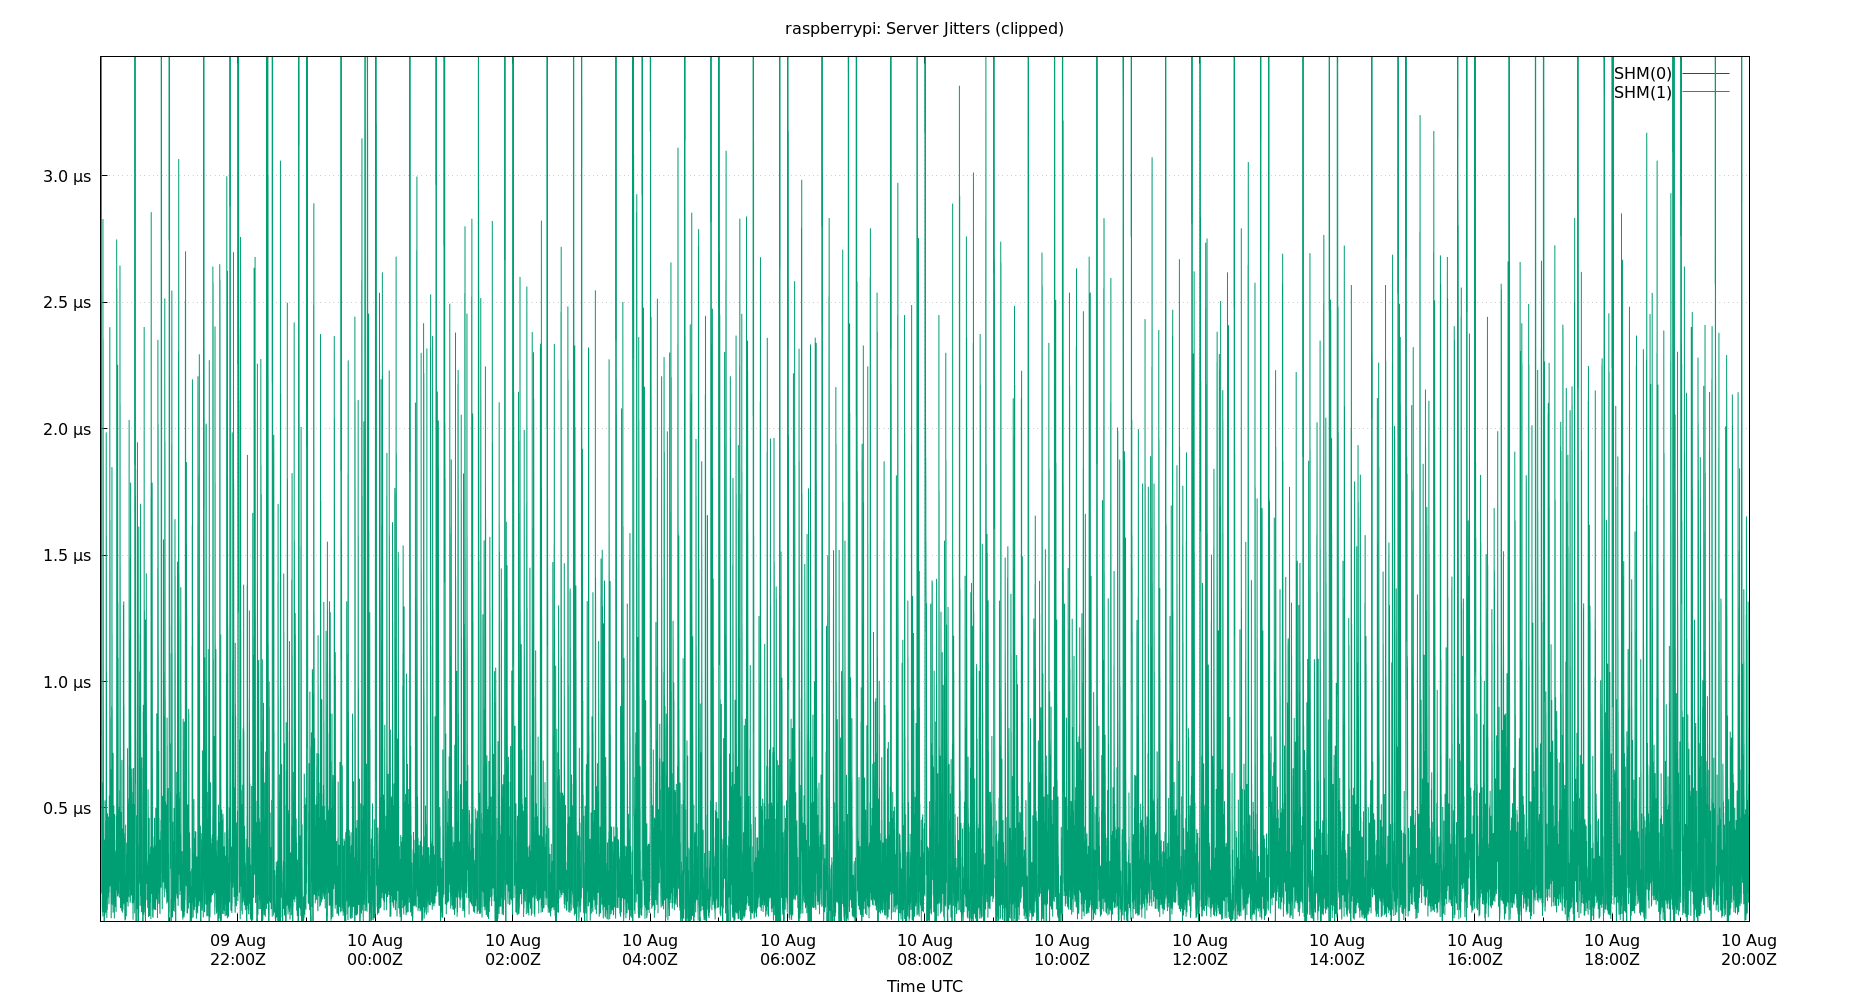 raspberrypi: Server Jitters (clipped)
SHM(0)
SHM(1)
3.0 µs
2.5 µs
2.0 µs
1.5 µs
1.0 µs
0.5 µs
09 Aug 10 Aug 10 Aug 10 Aug 10 Aug 10 Aug 10 Aug 10 Aug 10 Aug 10 Aug 10 Aug 10 Aug
22:00Z 00:00Z 02:00Z 04:00Z 06:00Z 08:00Z 10:00Z 12:00Z 14:00Z 16:00Z 18:00Z 20:00Z
Time UTC